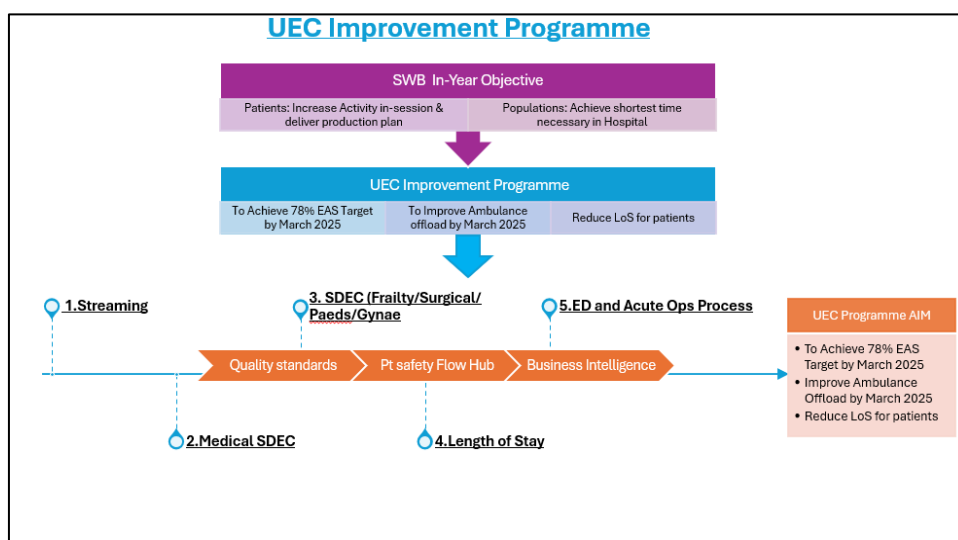 UEC Improvement Programme
SWB In-Year Objective
Patients: Increase Activity in-session &
deliver production plan
Populations: Achieve shortest time
necessary in Hospital
UEC Improvement Programme
To Achieve 78% EAS Target
by March 2025
To Improve Ambulance
offload by March 2025
Reduce LoS for patients
1.Streaming
3. SDEC (Frailty/Surgical/
Paeds/Gynae
5.ED and Acute Ops Process
Quality standards
Pt safety Flow Hub
Business Intelligence
2.Medical SDEC
4.Length of Stay
UEC Programme AIM
• To Achieve 78% EAS
Target by March 2025
• Improve Ambulance
Offload by March 2025
• Reduce LoS for patients